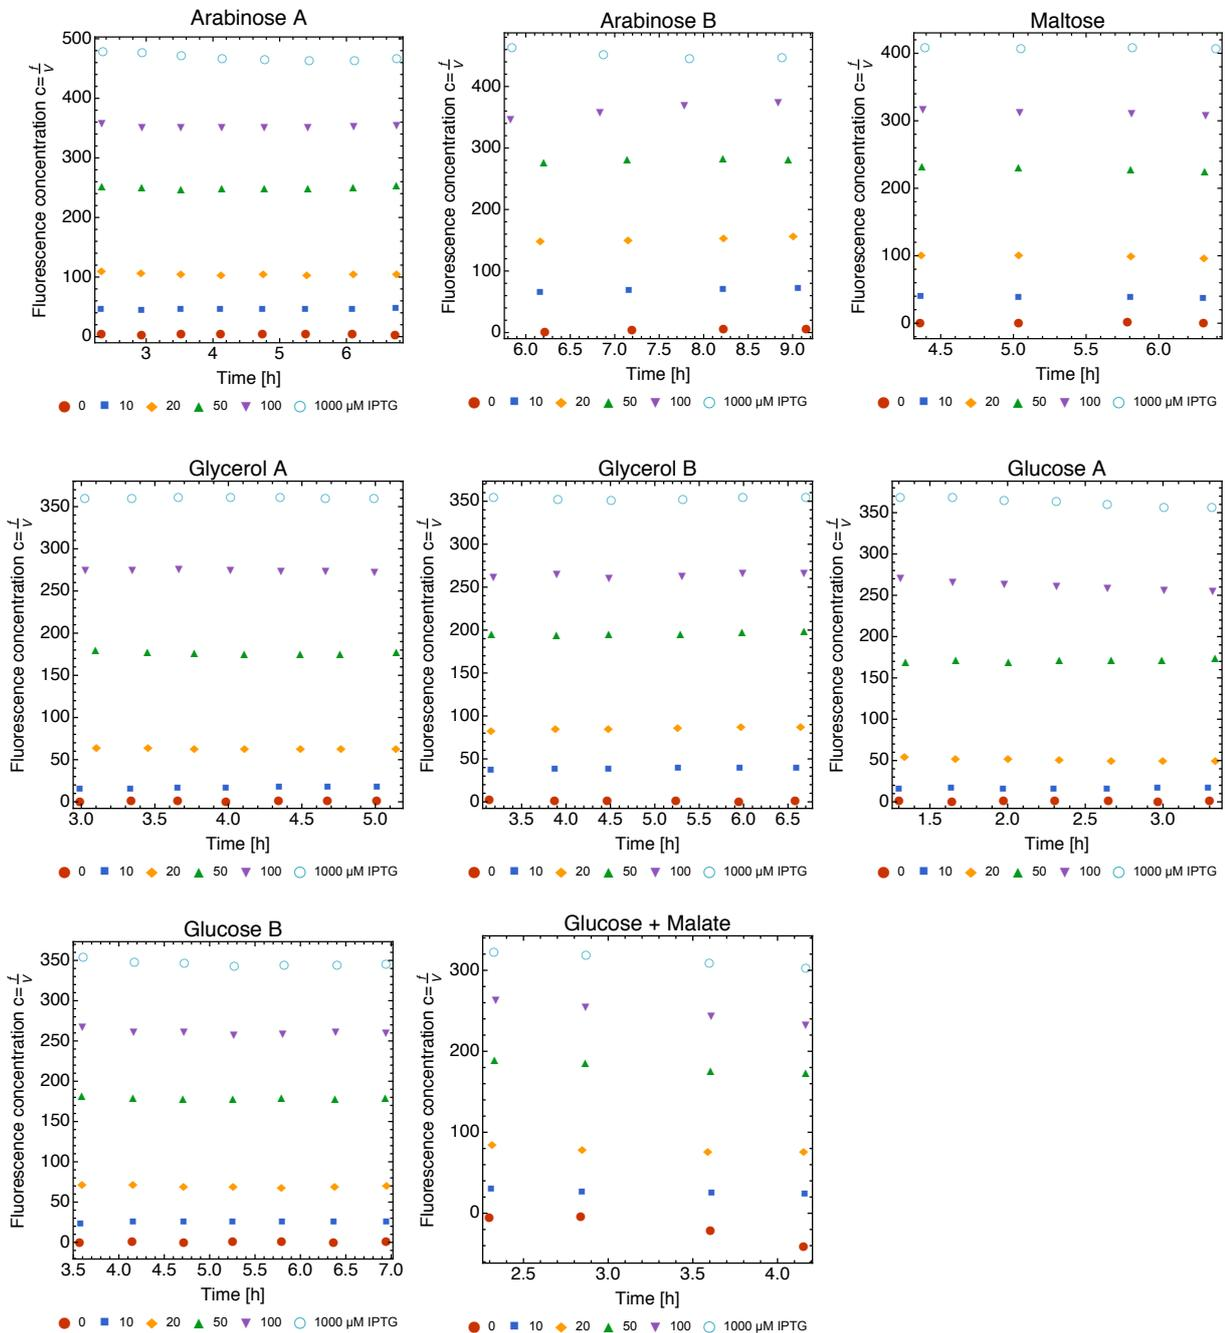 Arabinose A
Fluorescence concentration c=f/v
500
400
300
200
100
0
3 4 5 6
Time [h]
0 10 20 50 100 1000 µM IPTG
Arabinose B
Fluorescence concentration c=f/v
400
300
200
100
0
6.0 6.5 7.0 7.5 8.0 8.5 9.0
Time [h]
0 10 20 50 100 1000 µM IPTG
Maltose
Fluorescence concentration c=f/v
400
300
200
100
0
4.5 5.0 5.5 6.0
Time [h]
0 10 20 50 100 1000 µM IPTG
Glycerol A
Fluorescence concentration c=f/v
350
300
250
200
150
100
50
0
3.0 3.5 4.0 4.5 5.0
Time [h]
0 10 20 50 100 1000 µM IPTG
Glycerol B
Fluorescence concentration c=f/v
350
300
250
200
150
100
50
0
3.5 4.0 4.5 5.0 5.5 6.0 6.5
Time [h]
0 10 20 50 100 1000 µM IPTG
Glucose A
Fluorescence concentration c=f/v
350
300
250
200
150
100
50
0
1.5 2.0 2.5 3.0
Time [h]
0 10 20 50 100 1000 µM IPTG
Glucose B
Fluorescence concentration c=f/v
350
300
250
200
150
100
50
0
3.5 4.0 4.5 5.0 5.5 6.0 6.5 7.0
Time [h]
0 10 20 50 100 1000 µM IPTG
Glucose + Malate
Fluorescence concentration c=f/v
300
200
100
0
2.5 3.0 3.5 4.0
Time [h]
0 10 20 50 100 1000 µM IPTG